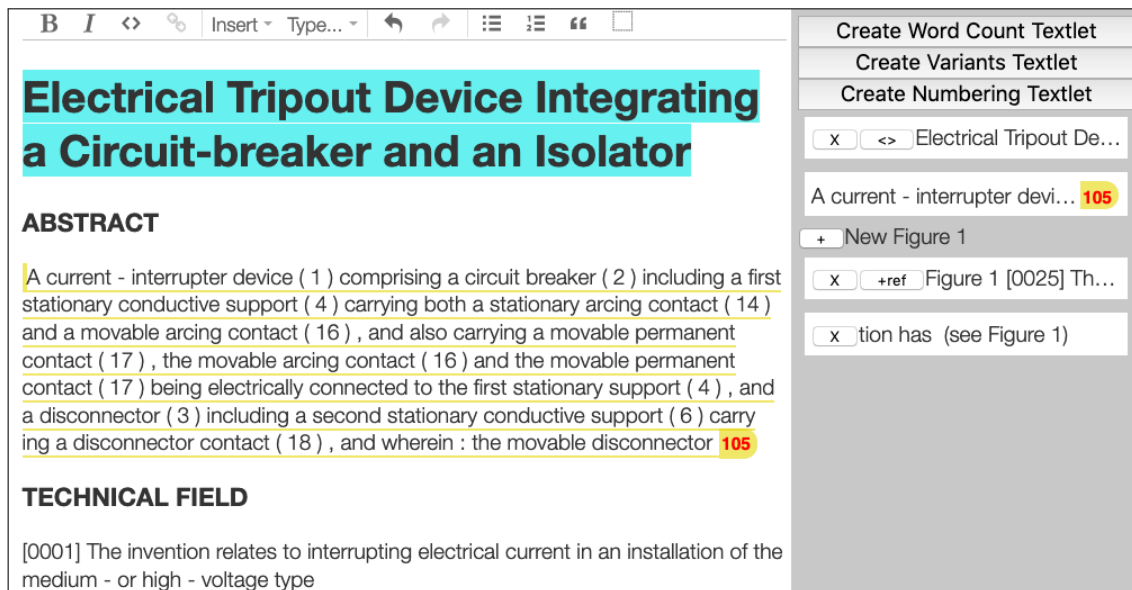 B I <> Insert Type...
Electrical Tripout Device Integrating
a Circuit-breaker and an Isolator
ABSTRACT
A current - interrupter device ( 1 ) comprising a circuit breaker ( 2 ) including a first
stationary conductive support ( 4 ) carrying both a stationary arcing contact ( 14 )
and a movable arcing contact ( 16 ) , and also carrying a movable permanent
contact ( 17 ) , the movable arcing contact ( 16 ) and the movable permanent
contact ( 17 ) being electrically connected to the first stationary support ( 4 ) , and
a disconnector ( 3 ) including a second stationary conductive support ( 6 ) carry
ing a disconnector contact ( 18 ) , and wherein : the movable disconnector 105
TECHNICAL FIELD
[0001] The invention relates to interrupting electrical current in an installation of the
medium - or high - voltage type
Create Word Count Textlet
Create Variants Textlet
Create Numbering Textlet
X <> Electrical Tripout De...
A current - interrupter devi... 105
+ New Figure 1
X +ref Figure 1 [0025] Th...
X tion has (see Figure 1)